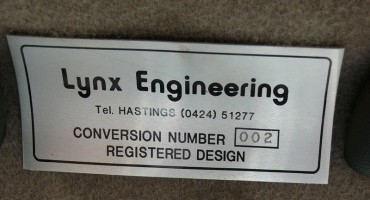 Lynx Engineering
Tel. HASTINGS (0424) 51277
CONVERSION NUMBER 002
REGISTERED DESIGN